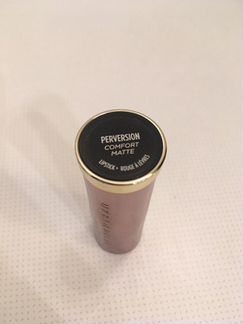 PERVERSION
COMFORT
MATTE
LIPSTICK • ROUGE À LÈVRES